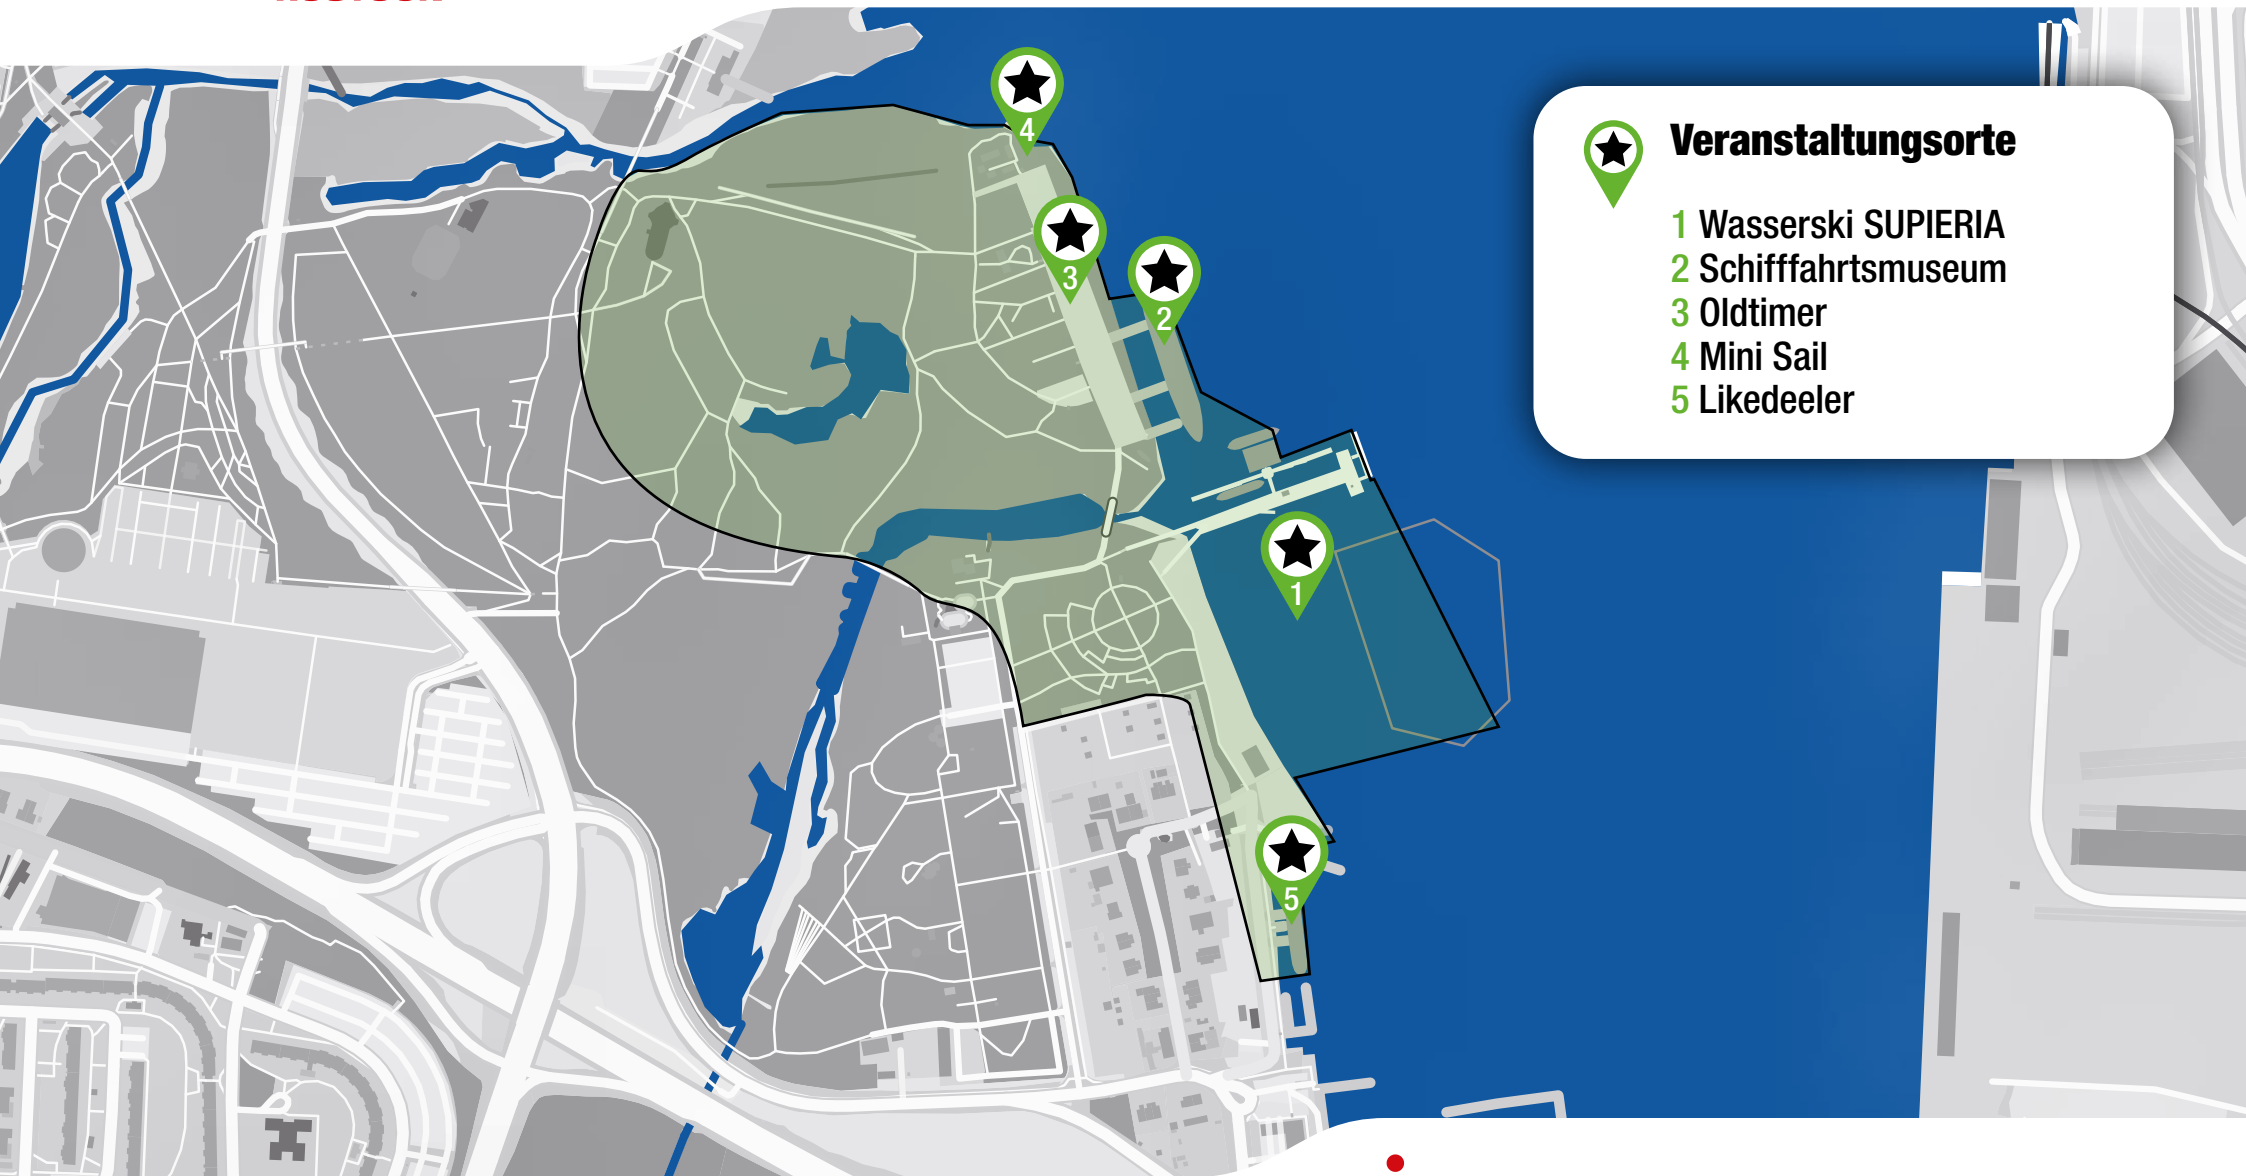 4
3
2
1
5
Veranstaltungsorte
1 Wasserski SUPIERIA
2 Schifffahrtsmuseum
3 Oldtimer
4 Mini Sail
5 Likedeeler